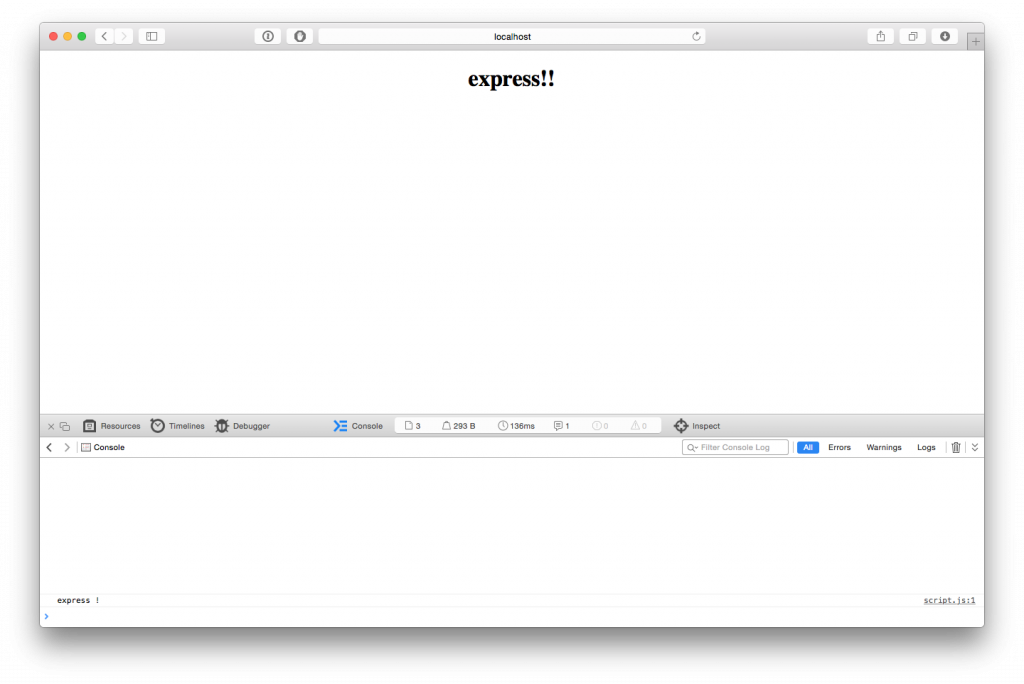 localhost
express!!
Resources Timelines Debugger Console 3 293 B 136ms 1 0 0 Inspect
Console Filter Console Log All Errors Warnings Logs
express ! script.js:1